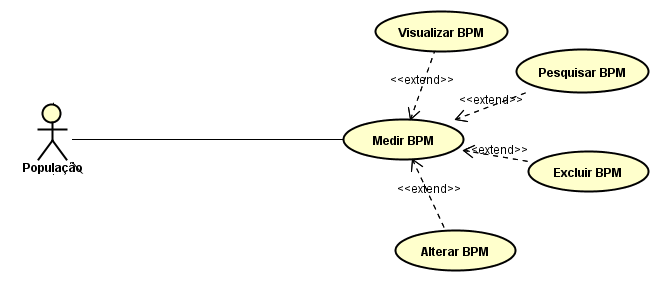 Visualizar BPM
<<extend>>
Pesquisar BPM
<<extend>>
Medir BPM
<<extend>>
Excluir BPM
População
<<extend>>
Alterar BPM